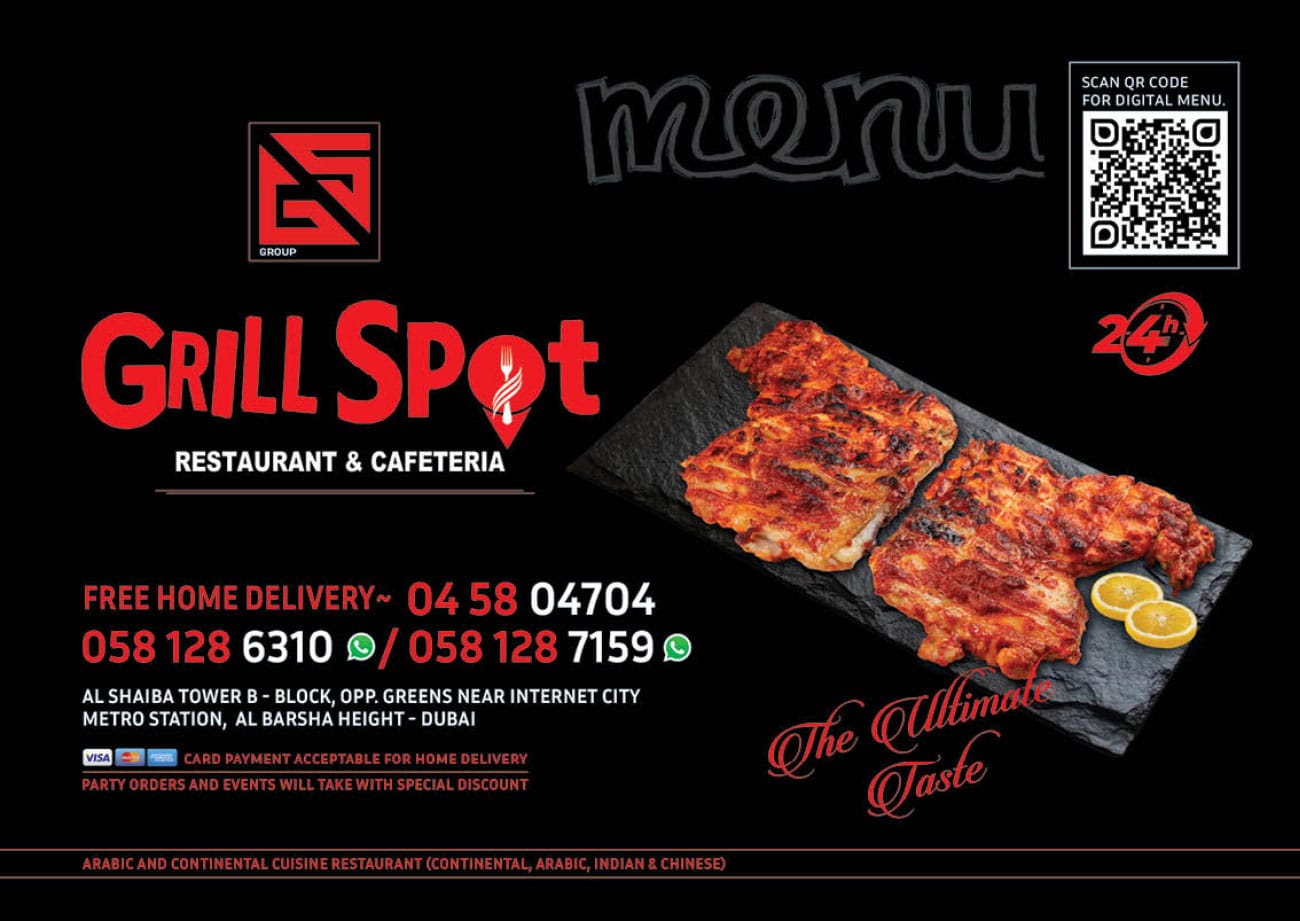 menu
SCAN QR CODE
FOR DIGITAL MENU.
GROUP
24h
GRILL SPOT
RESTAURANT & CAFETERIA
FREE HOME DELIVERY~ 04 58 04704
058 128 6310 / 058 128 7159
AL SHAIBA TOWER B - BLOCK, OPP. GREENS NEAR INTERNET CITY
METRO STATION, AL BARSHA HEIGHT - DUBAI
VISA CARD PAYMENT ACCEPTABLE FOR HOME DELIVERY
PARTY ORDERS AND EVENTS WILL TAKE WITH SPECIAL DISCOUNT
The Ultimate
Taste
ARABIC AND CONTINENTAL CUISINE RESTAURANT (CONTINENTAL, ARABIC, INDIAN & CHINESE)